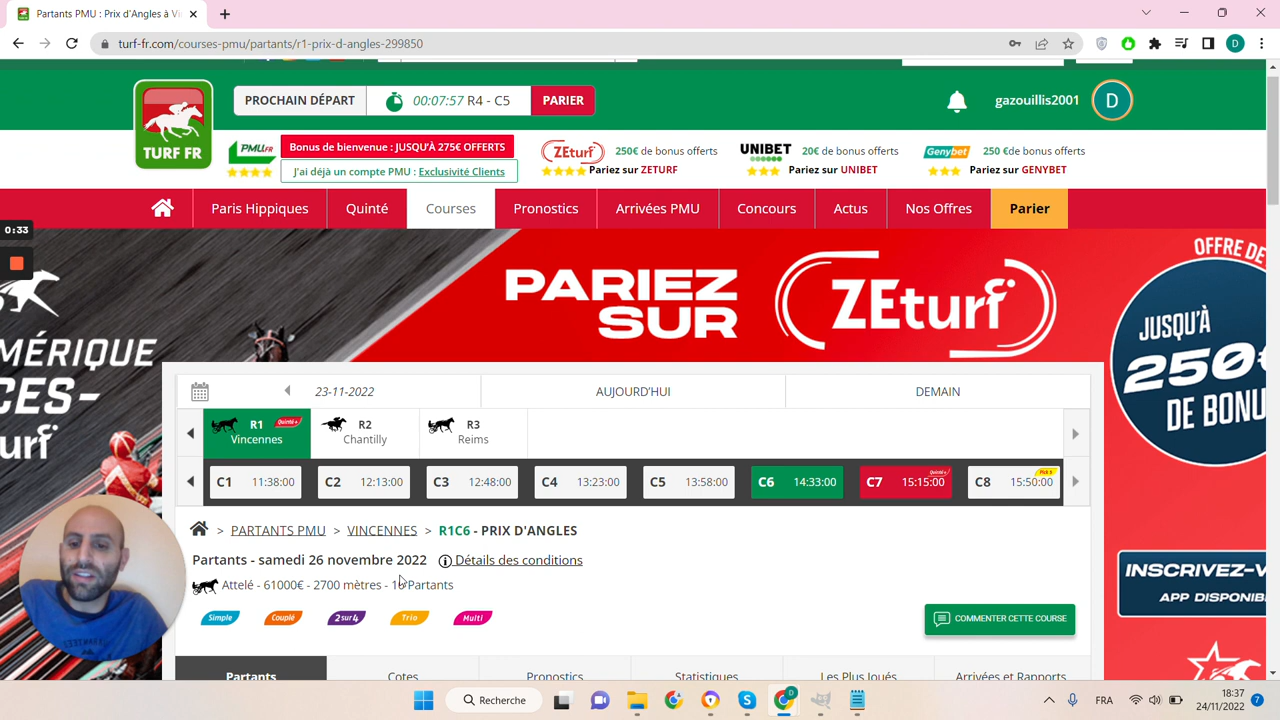 Partants PMU : Prix d'Angles à Vi
turf-fr.com/courses-pmu/partants/r1-prix-d-angles-299850
D
TURF FR
PROCHAIN DÉPART
00:07:57 R4 - C5
PARIER
gazouillis2001
D
PMU.FR
Bonus de bienvenue : JUSQU'À 275€ OFFERTS
J'ai déjà un compte PMU : Exclusivité Clients
ZEturf
250€ de bonus offerts
Pariez sur ZETURF
UNIBET
20€ de bonus offerts
Pariez sur UNIBET
Genybet
250 €de bonus offerts
Pariez sur GENYBET
Paris Hippiques
Quinté
Courses
Pronostics
Arrivées PMU
Concours
Actus
Nos Offres
Parier
0:33
PARIEZ
SUR
ZEturf
OFFRE DE
JUSQU'À
250€
DE BONU
MÉRIQUE
CES-
turf
23-11-2022
AUJOURD'HUI
DEMAIN
R1
Quinté+
Vincennes
R2
Chantilly
R3
Reims
C1 11:38:00
C2 12:13:00
C3 12:48:00
C4 13:23:00
C5 13:58:00
C6 14:33:00
C7 15:15:00
Quinté+
C8 15:50:00
Pick 5
> PARTANTS PMU > VINCENNES > R1C6 - PRIX D'ANGLES
Partants - samedi 26 novembre 2022
Détails des conditions
Attelé - 61000€ - 2700 mètres - Partants
Simple
Couplé
2sur4
Trio
Multi
COMMENTER CETTE COURSE
INSCRIVEZ-V
APP DISPONIB
Partants
Cotes
Pronostics
Statistiques
Les Plus Joués
Arrivées et Rapports
Recherche
FRA
18:37
24/11/2022
7